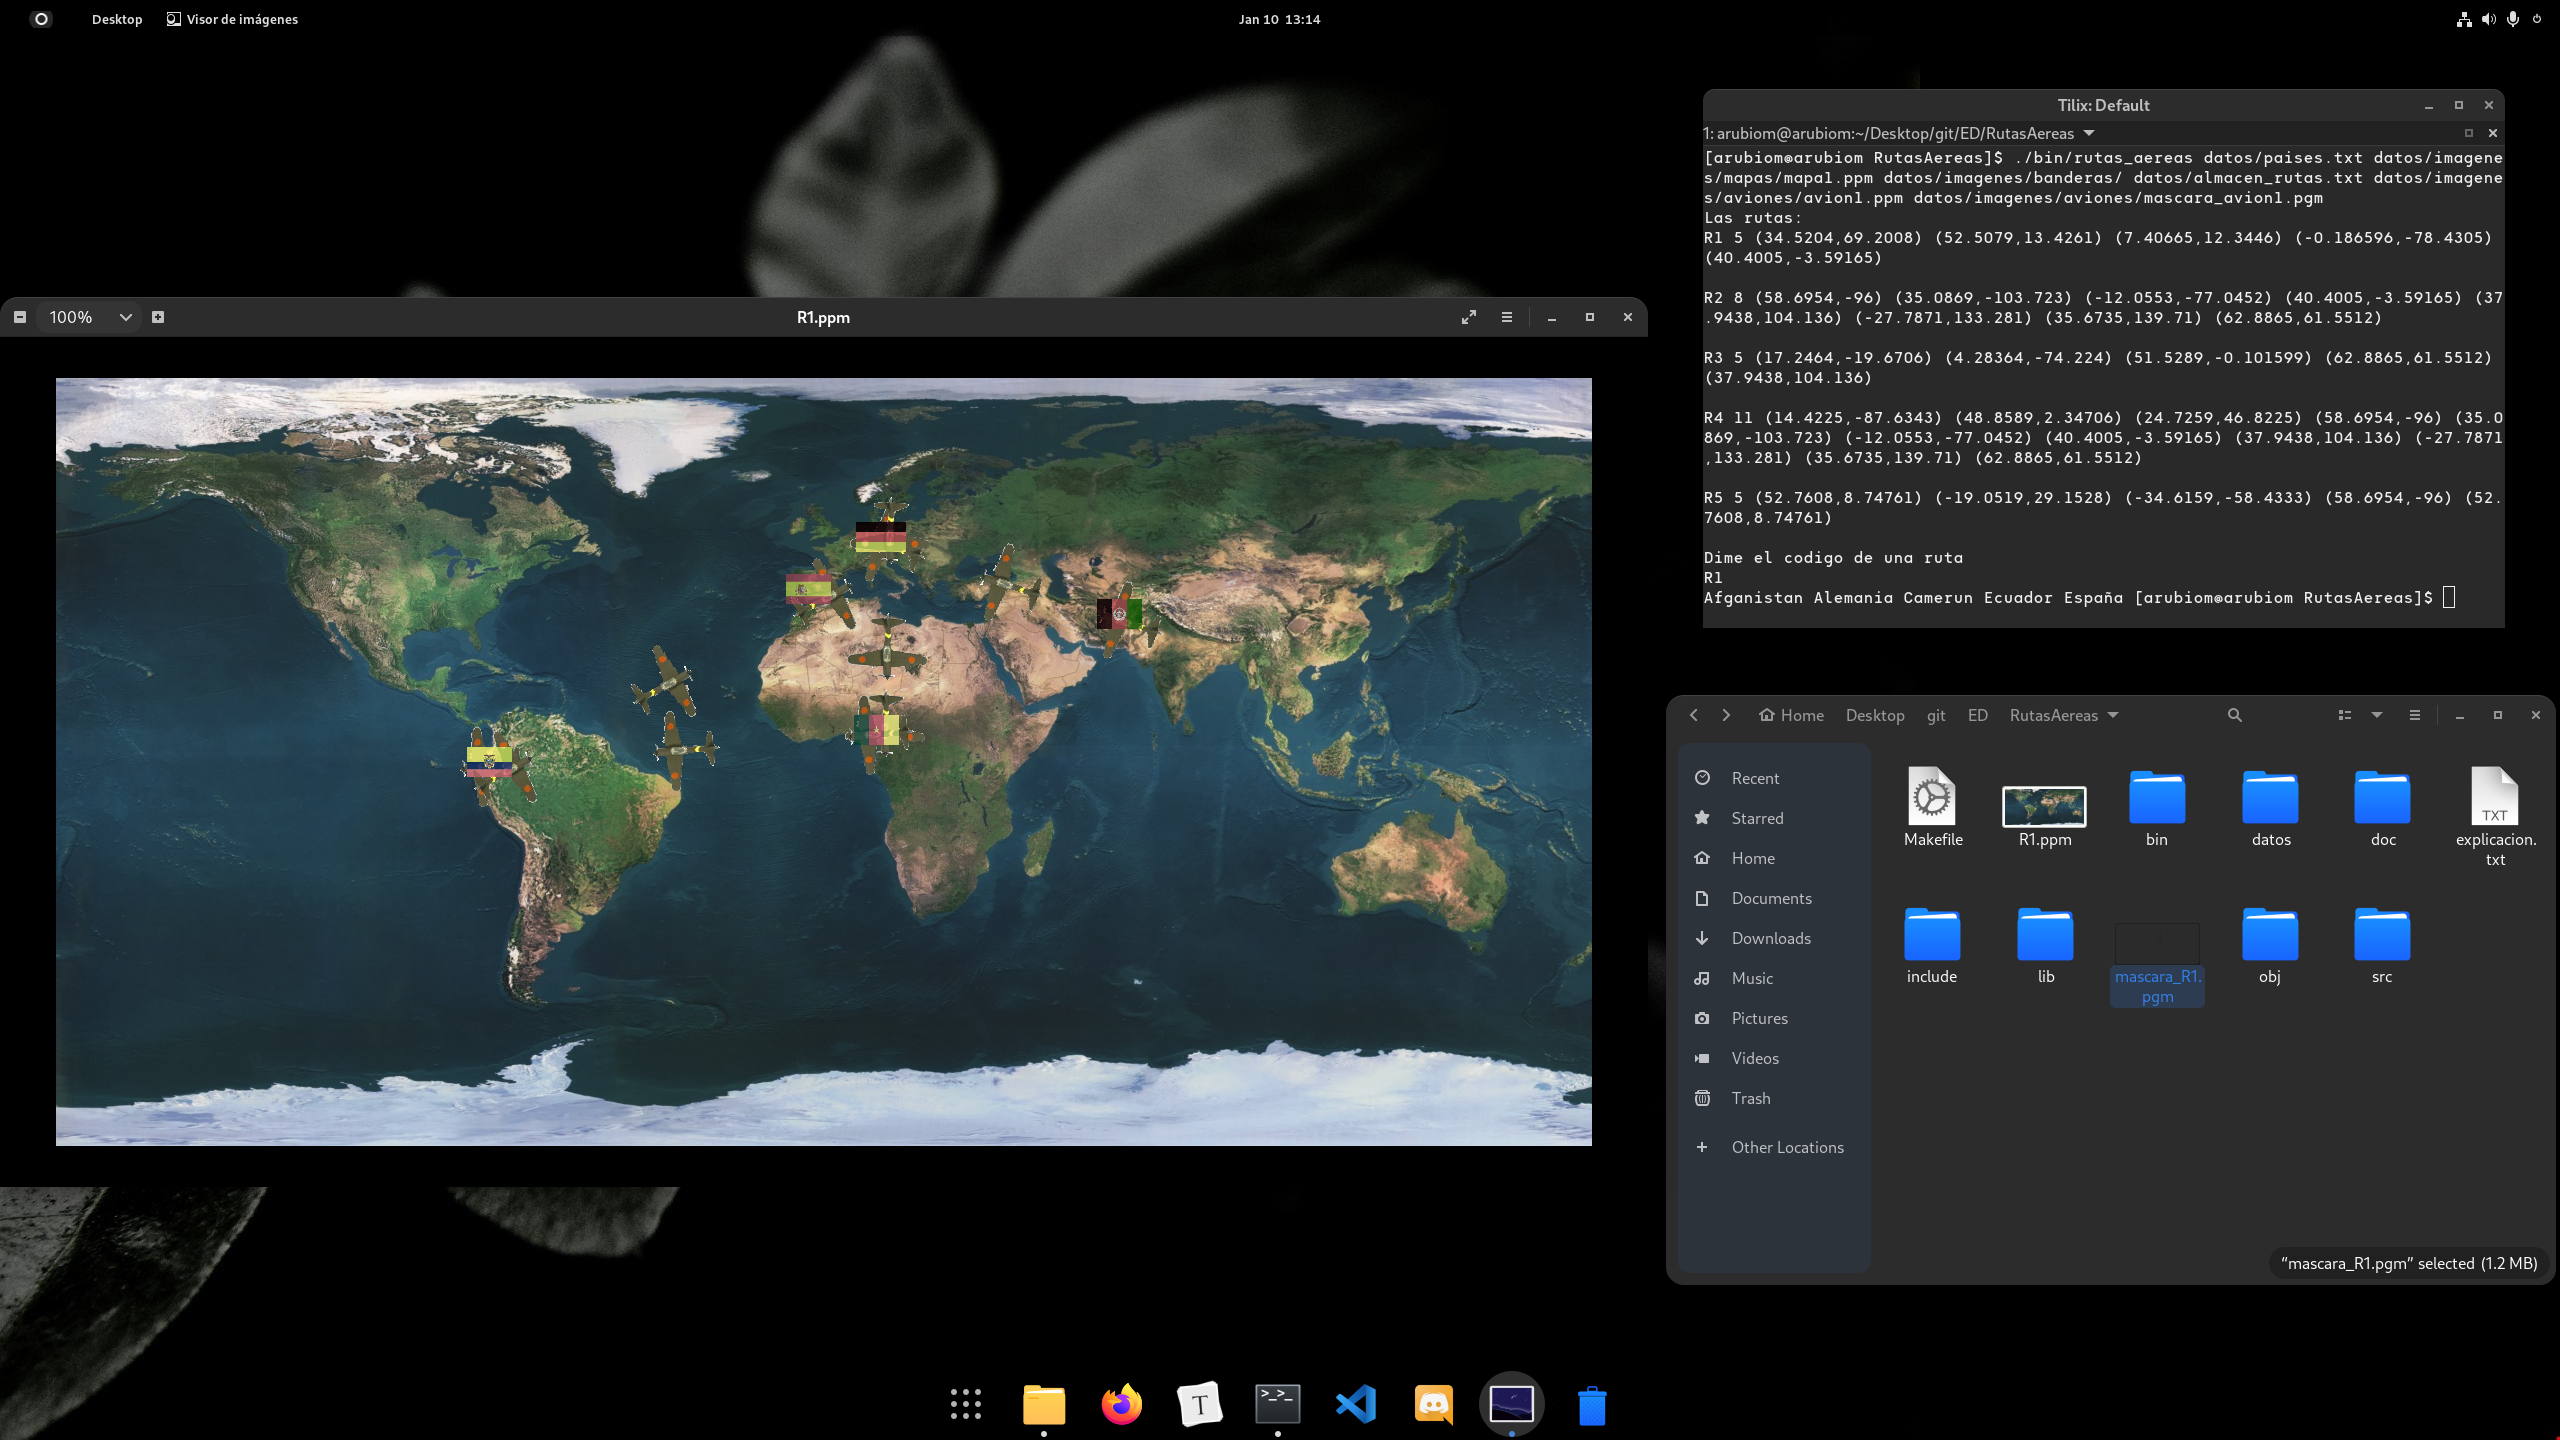 Desktop
Visor de imágenes
Jan 10 13:14
Tilix: Default
1: arubiom@arubiom:~/Desktop/git/ED/RutasAereas
[arubiom@arubiom RutasAereas]$ ./bin/rutas_aereas datos/paises.txt datos/imagene
s/mapas/mapa1.ppm datos/imagenes/banderas/ datos/almacen_rutas.txt datos/imagene
s/aviones/avion1.ppm datos/imagenes/aviones/mascara_avion1.pgm
Las rutas:
R1 5 (34.5204,69.2008) (52.5079,13.4261) (7.40665,12.3446) (-0.186596,-78.4305)
(40.4005,-3.59165)
R2 8 (58.6954,-96) (35.0869,-103.723) (-12.0553,-77.0452) (40.4005,-3.59165) (37
.9438,104.136) (-27.7871,133.281) (35.6735,139.71) (62.8865,61.5512)
R3 5 (17.2464,-19.6706) (4.28364,-74.224) (51.5289,-0.101599) (62.8865,61.5512)
(37.9438,104.136)
R4 11 (14.4225,-87.6343) (48.8589,2.34706) (24.7259,46.8225) (58.6954,-96) (35.0
869,-103.723) (-12.0553,-77.0452) (40.4005,-3.59165) (37.9438,104.136) (-27.7871
,133.281) (35.6735,139.71) (62.8865,61.5512)
R5 5 (52.7608,8.74761) (-19.0519,29.1528) (-34.6159,-58.4333) (58.6954,-96) (52.
7608,8.74761)
Dime el codigo de una ruta
R1
Afganistan Alemania Camerun Ecuador España [arubiom@arubiom RutasAereas]$
100%
R1.ppm
Home
Desktop
git
ED
RutasAereas
Recent
Starred
Home
Documents
Downloads
Music
Pictures
Videos
Trash
Other Locations
Makefile
R1.ppm
bin
datos
doc
TXT
explicacion.
txt
include
lib
mascara_R1.
pgm
obj
src
"mascara_R1.pgm" selected (1.2 MB)
T
>_>_